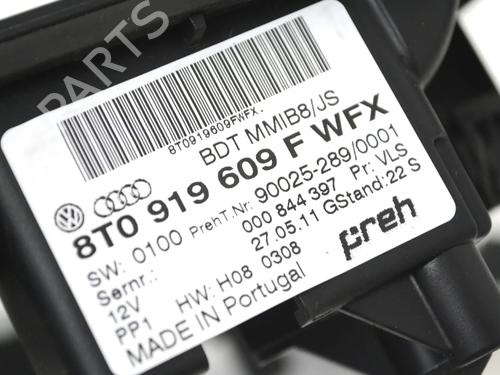 PARTS
8T0919609FWFX.
BDT MMIB8/JS
8T0 919 609 F WFX
SW: 0100 PrehT.Nr: 90025-289/0001
Sernr.: 000 844 397 Pr: VLS
12V 27.05.11 GStand: 22 S
PP1 HW: H08 0308
MADE IN Portugal
preh